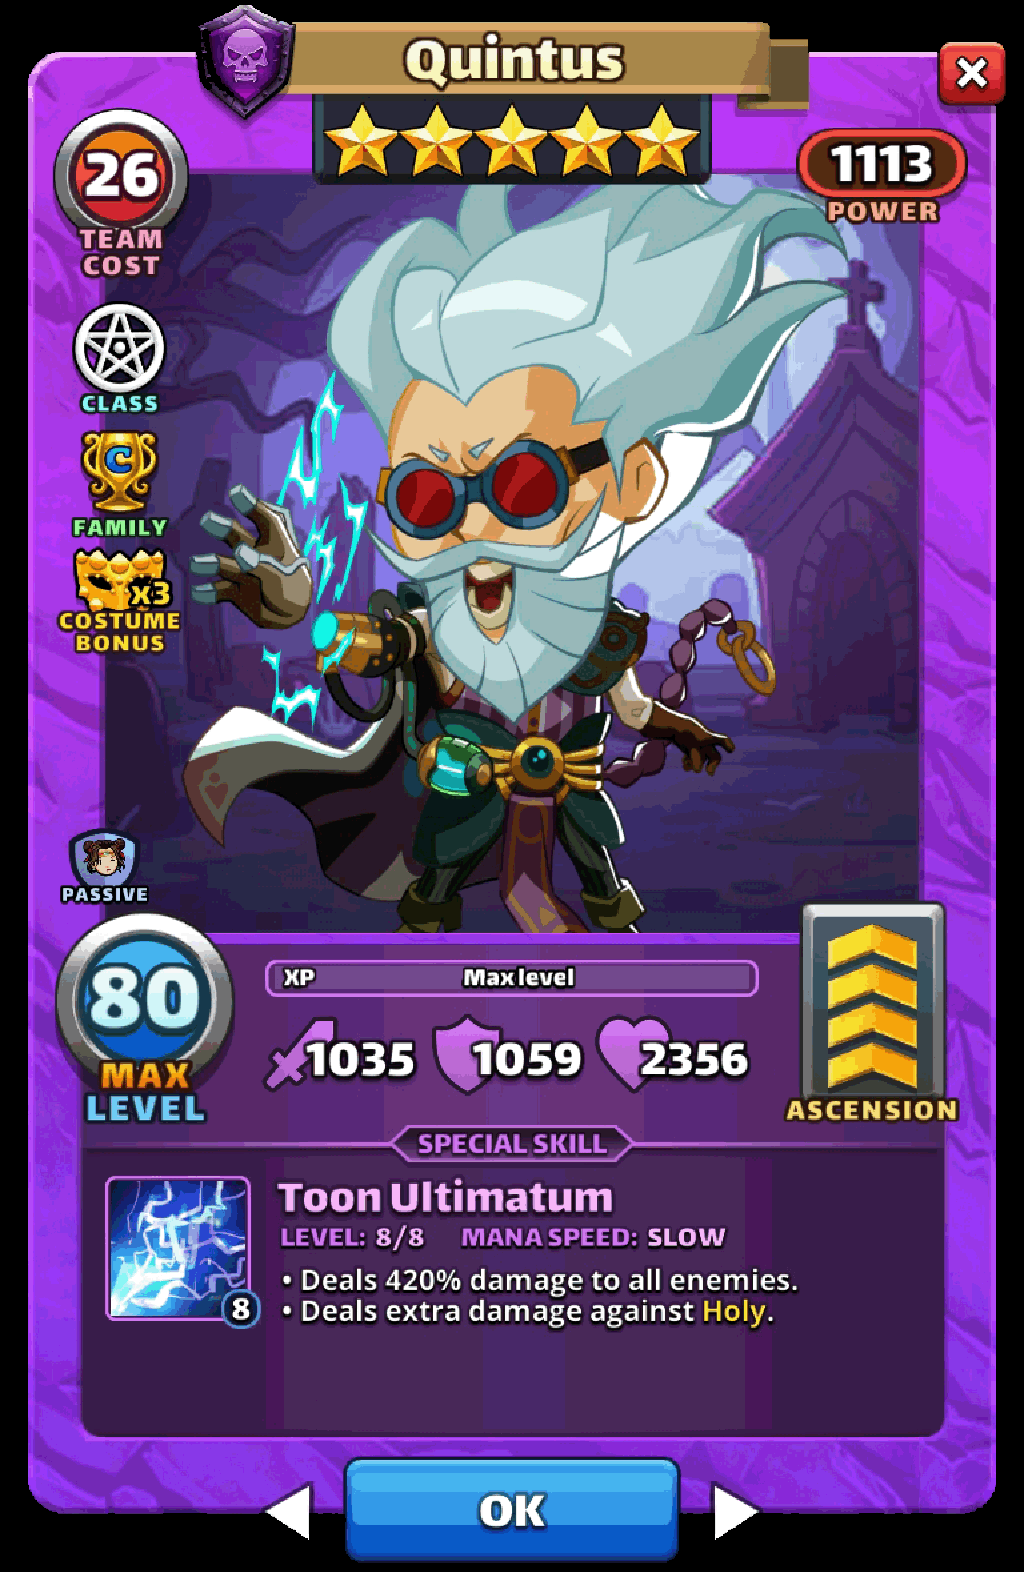 Quintus
26
TEAM
COST
1113
POWER
CLASS
C
FAMILY
x3
COSTUME
BONUS
PASSIVE
80
MAX
LEVEL
XP Max level
1035 1059 2356
ASCENSION
SPECIAL SKILL
Toon Ultimatum
LEVEL: 8/8 MANA SPEED: SLOW
8
• Deals 420% damage to all enemies.
• Deals extra damage against Holy.
OK